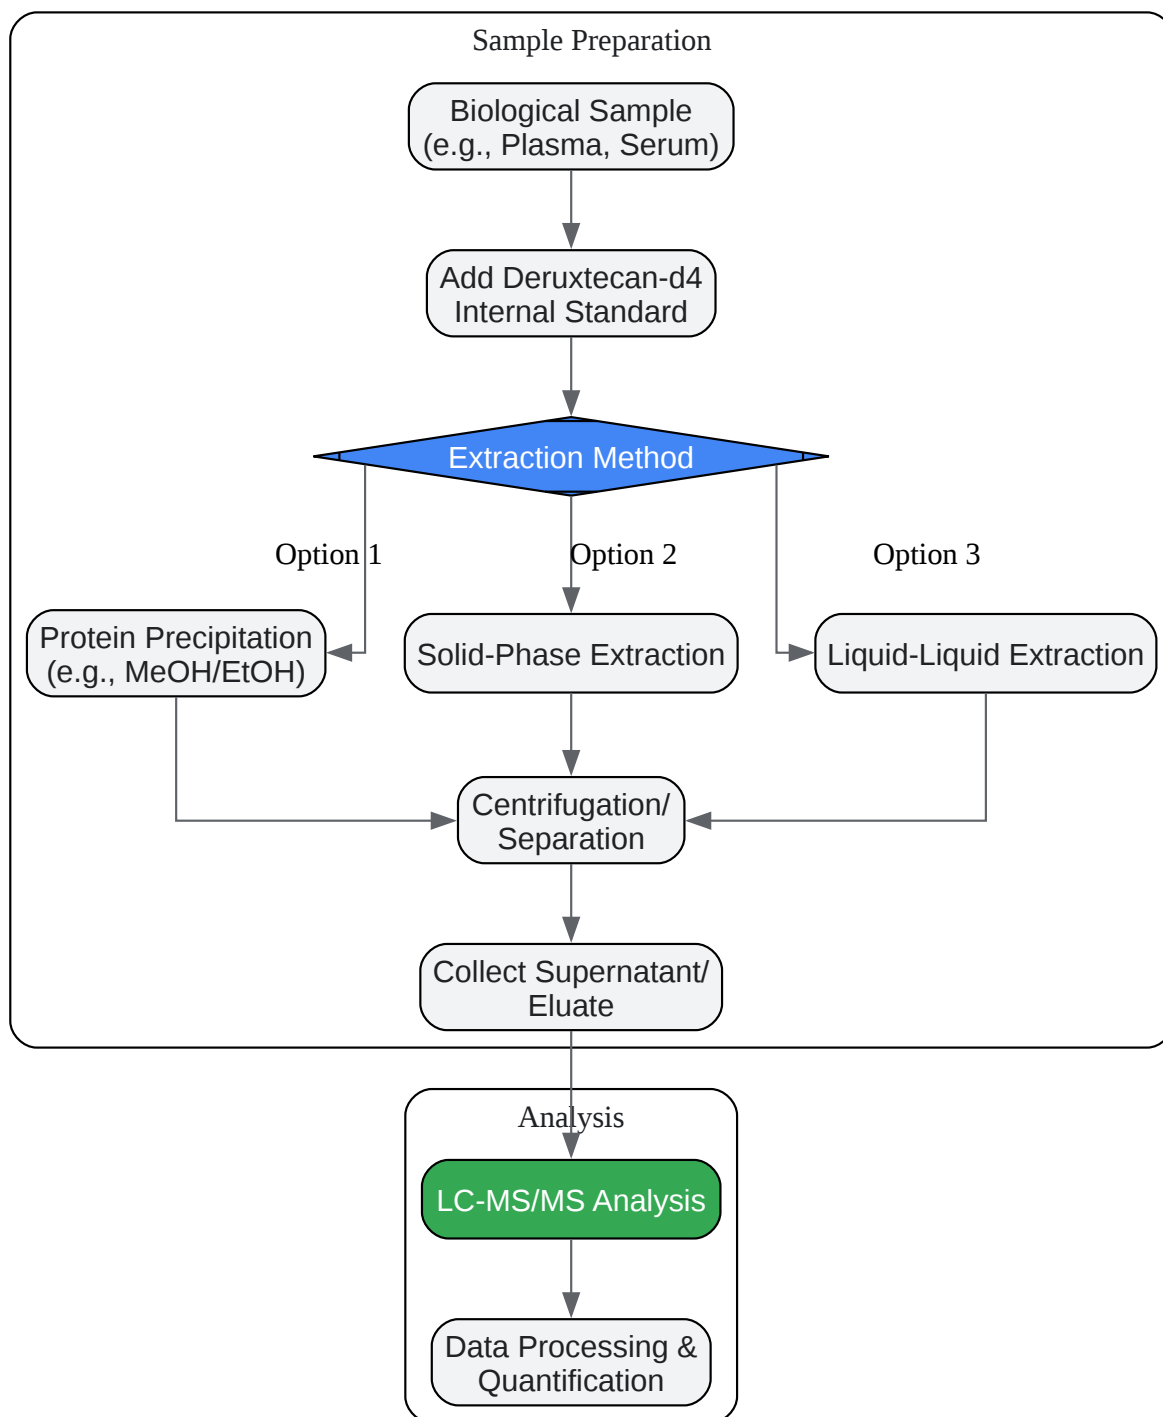 Sample Preparation
Biological Sample
(e.g., Plasma, Serum)
Add Deruxtecan-d4
Internal Standard
Extraction Method
Option 1
Option 2
Option 3
Protein Precipitation
(e.g., MeOH/EtOH)
Solid-Phase Extraction
Liquid-Liquid Extraction
Centrifugation/
Separation
Collect Supernatant/
Eluate
Analysis
LC-MS/MS Analysis
Data Processing &
Quantification